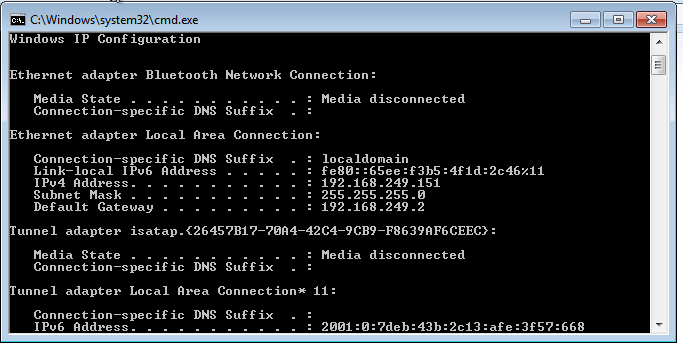 C:\Windows\system32\cmd.exe
Windows IP Configuration
Ethernet adapter Bluetooth Network Connection:
Media State . . . . . . . . . . . : Media disconnected
Connection-specific DNS Suffix  . :
Ethernet adapter Local Area Connection:
Connection-specific DNS Suffix  . : localdomain
Link-local IPv6 Address . . . . . : fe80::65ee:f3b5:4f1d:2c46%11
IPv4 Address. . . . . . . . . . . : 192.168.249.151
Subnet Mask . . . . . . . . . . . : 255.255.255.0
Default Gateway . . . . . . . . . : 192.168.249.2
Tunnel adapter isatap.{26457B17-70A4-42C4-9CB9-F8639AF6CEEC}:
Media State . . . . . . . . . . . : Media disconnected
Connection-specific DNS Suffix  . :
Tunnel adapter Local Area Connection* 11:
Connection-specific DNS Suffix  . :
IPv6 Address. . . . . . . . . . . : 2001:0:7deb:43b:2c13:afe:3f57:668